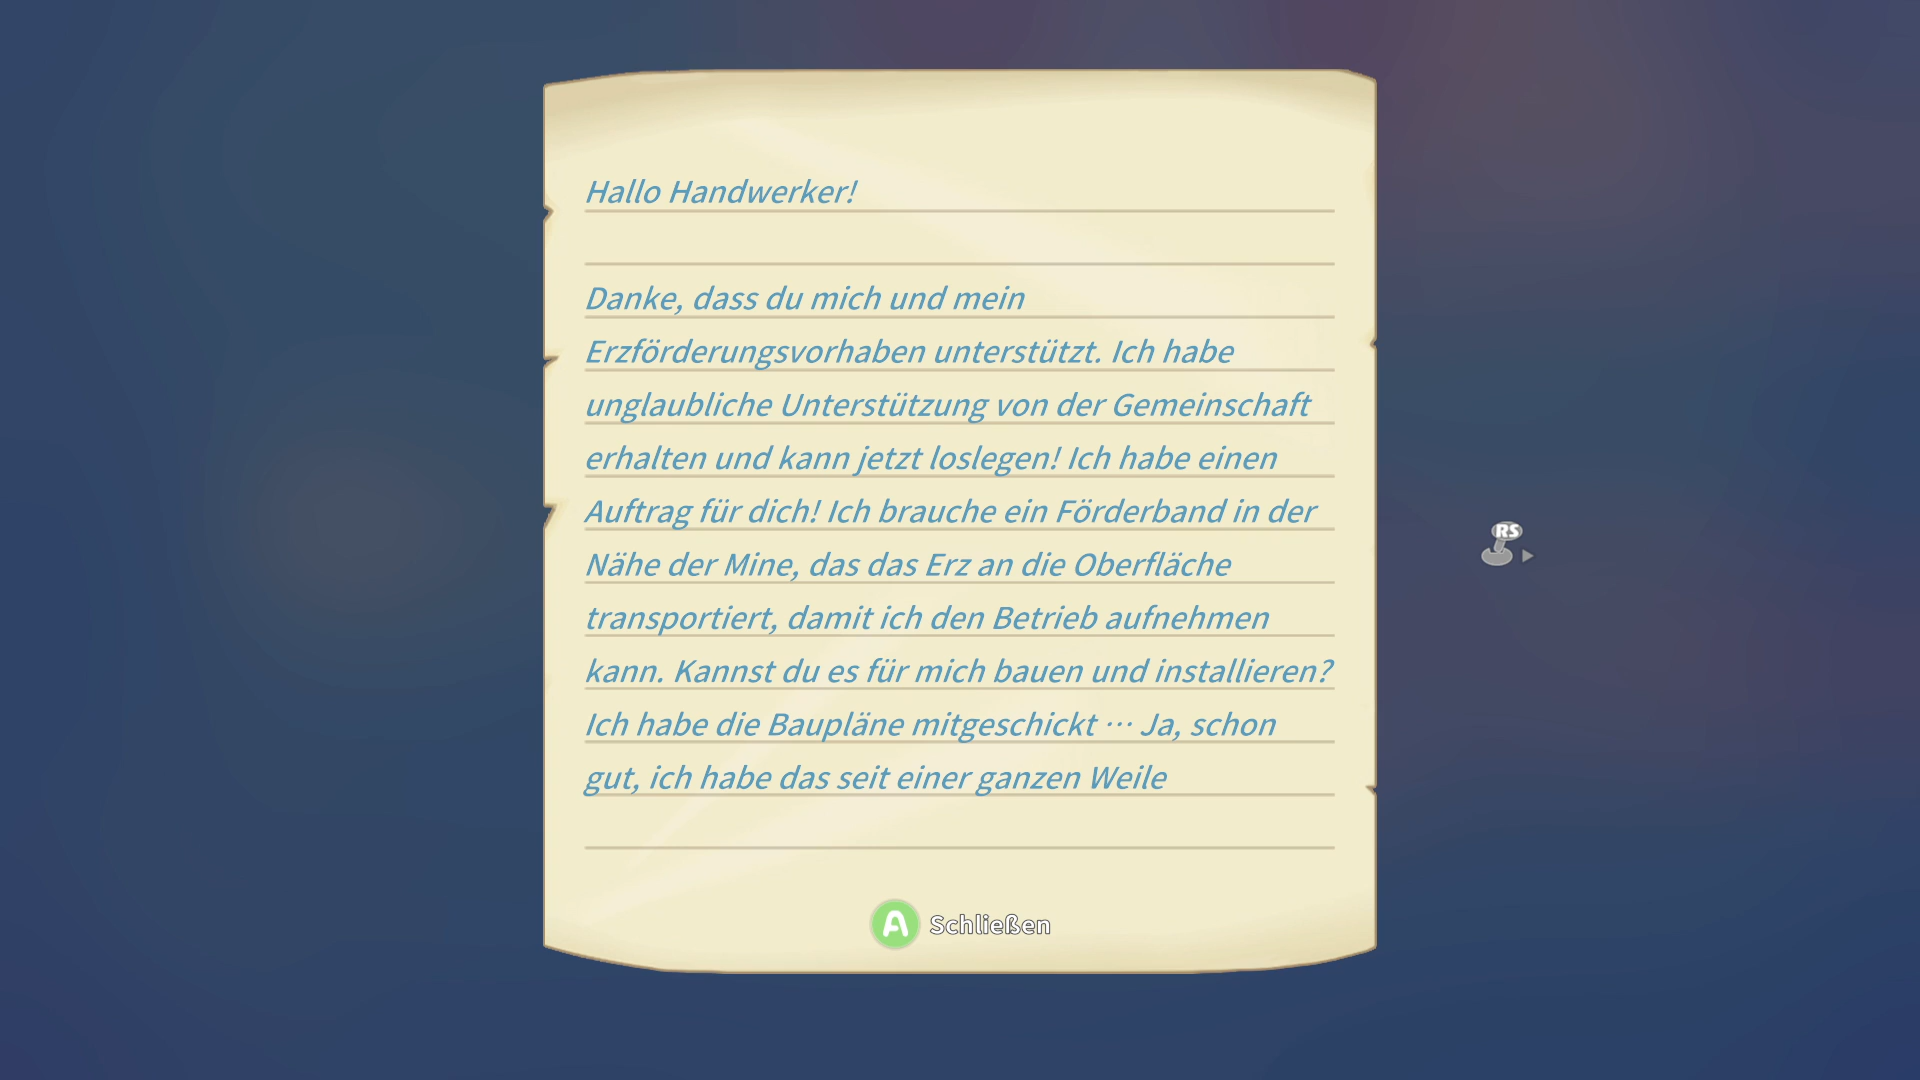 Hallo Handwerker!
Danke, dass du mich und mein
Erzförderungsvorhaben unterstützt. Ich habe
unglaubliche Unterstützung von der Gemeinschaft
erhalten und kann jetzt loslegen! Ich habe einen
Auftrag für dich! Ich brauche ein Förderband in der
Nähe der Mine, das das Erz an die Oberfläche
transportiert, damit ich den Betrieb aufnehmen
kann. Kannst du es für mich bauen und installieren?
Ich habe die Baupläne mitgeschickt … Ja, schon
gut, ich habe das seit einer ganzen Weile
RS
A Schließen